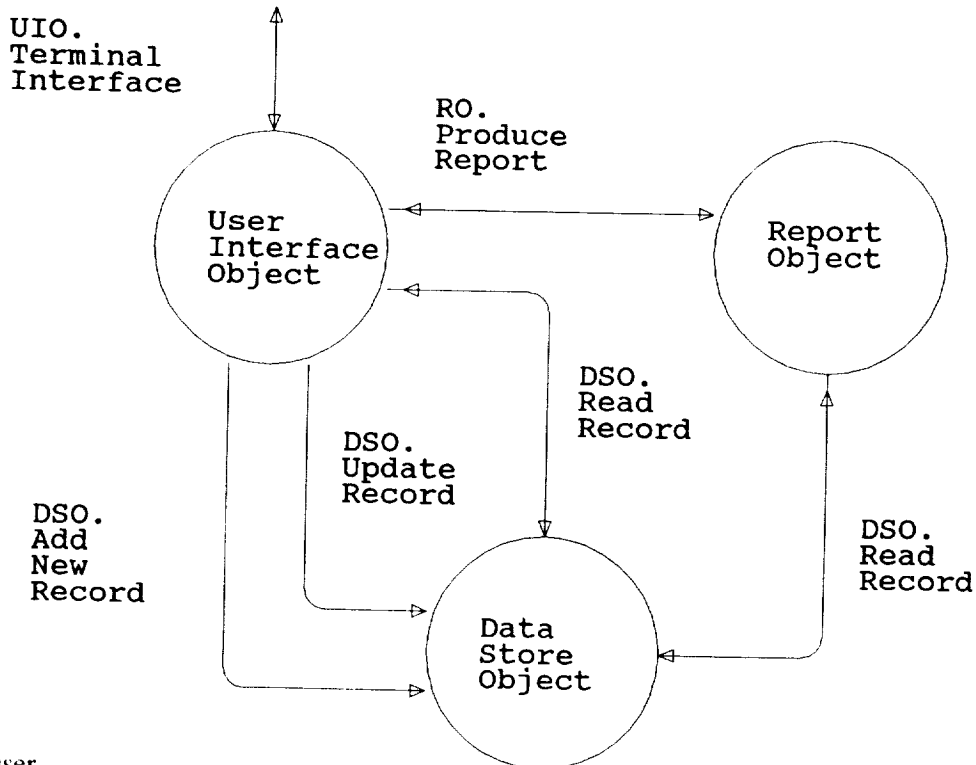 UIO.
Terminal
Interface
RO.
Produce
Report
User
Interface
Object
Report
Object
DSO.
Read
Record
DSO.
Update
Record
DSO.
Add
New
Record
DSO.
Read
Record
Data
Store
Object